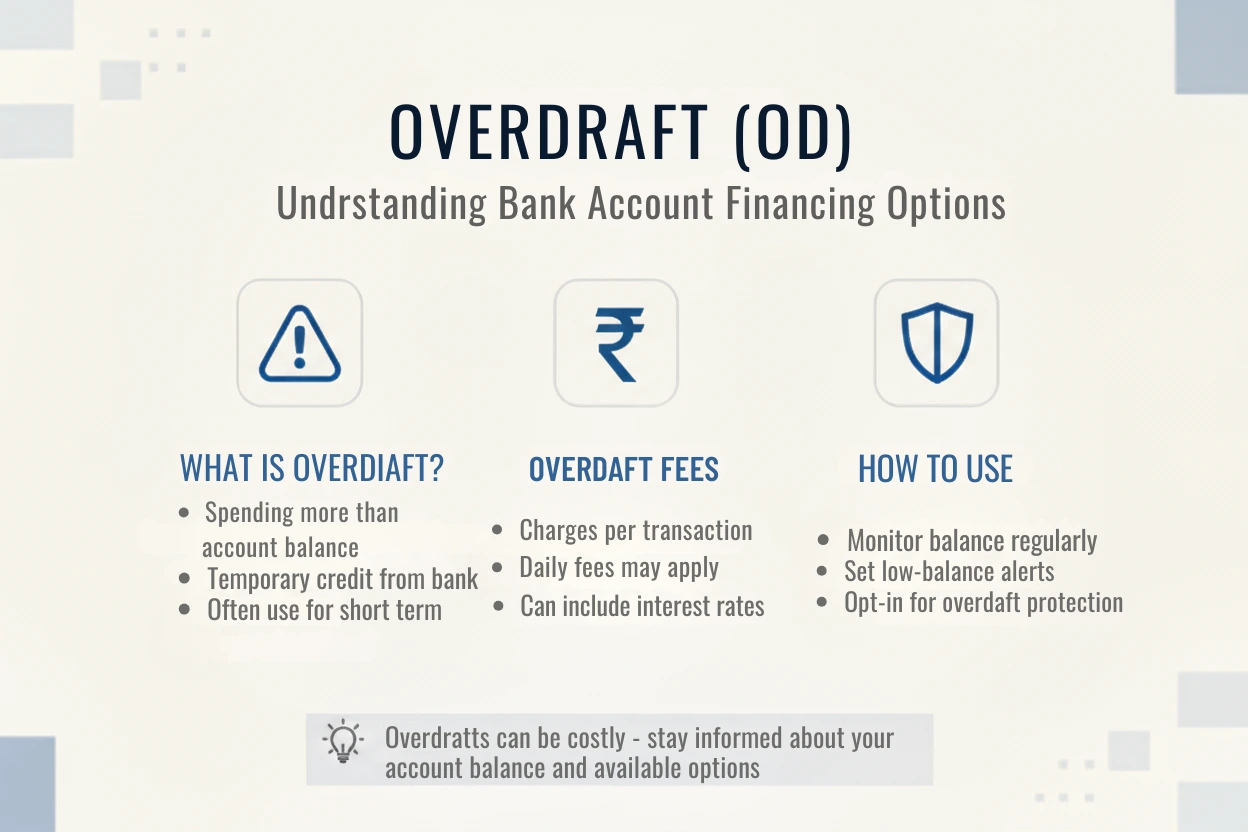 OVERDRAFT (OD)
Undrstanding Bank Account Financing Options
₹
WHAT IS OVERDIAFT?
• Spending more than
account balance
• Temporary credit from bank
• Often use for short term
OVERDAFT FEES
• Charges per transaction
• Daily fees may apply
• Can include interest rates
HOW TO USE
• Monitor balance regularly
• Set low-balance alerts
• Opt-in for overdaft protection
Overdratts can be costly - stay informed about your
account balance and available options